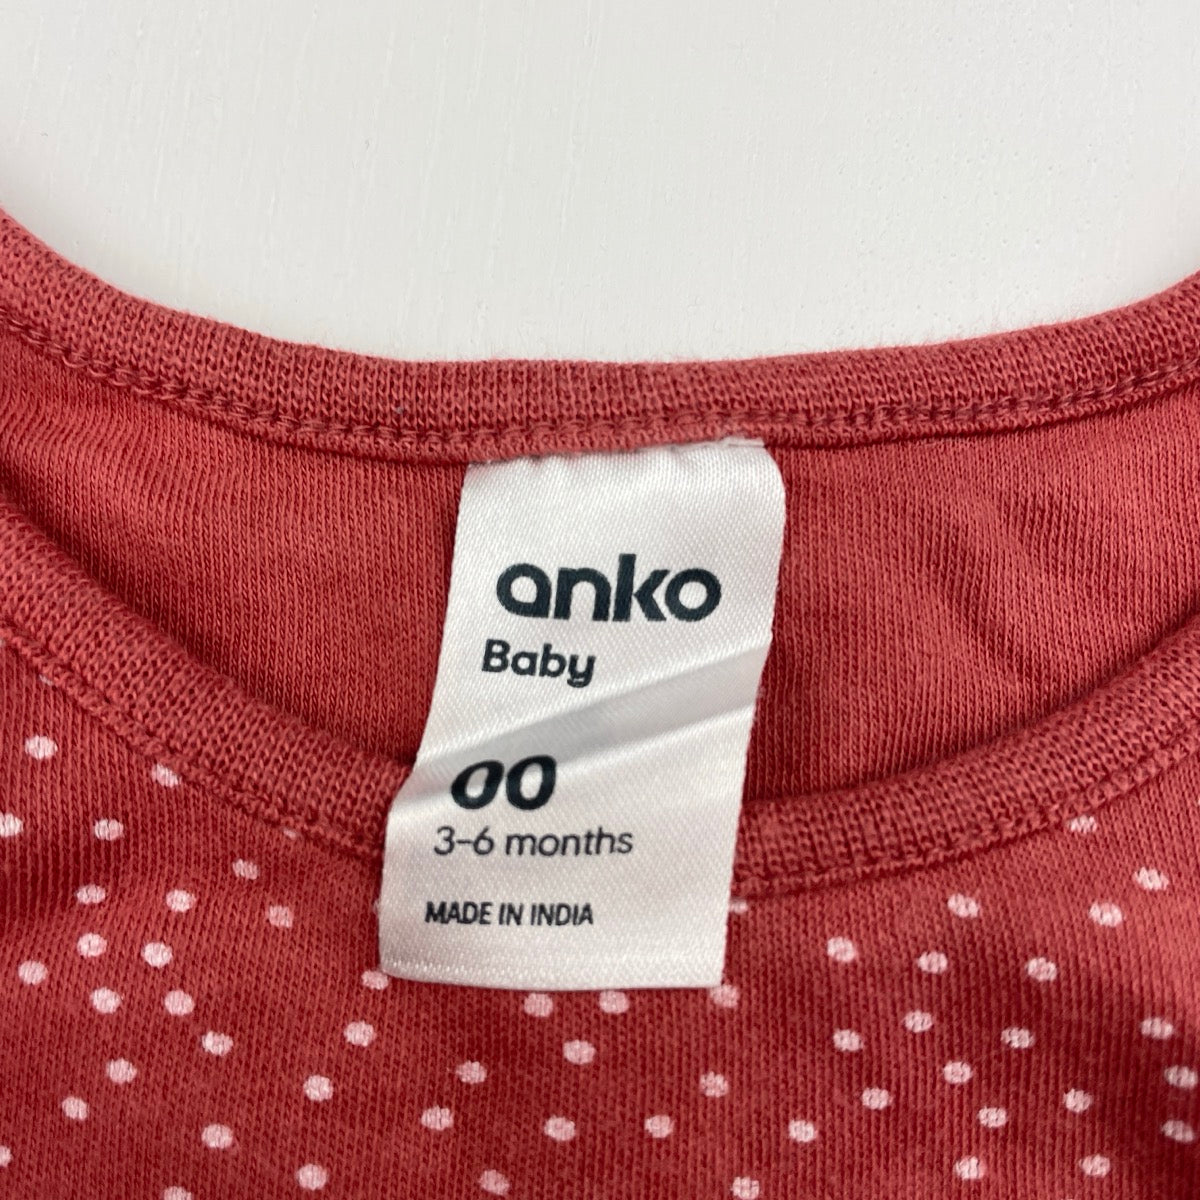 anko
Baby
00
3-6 months
MADE IN INDIA